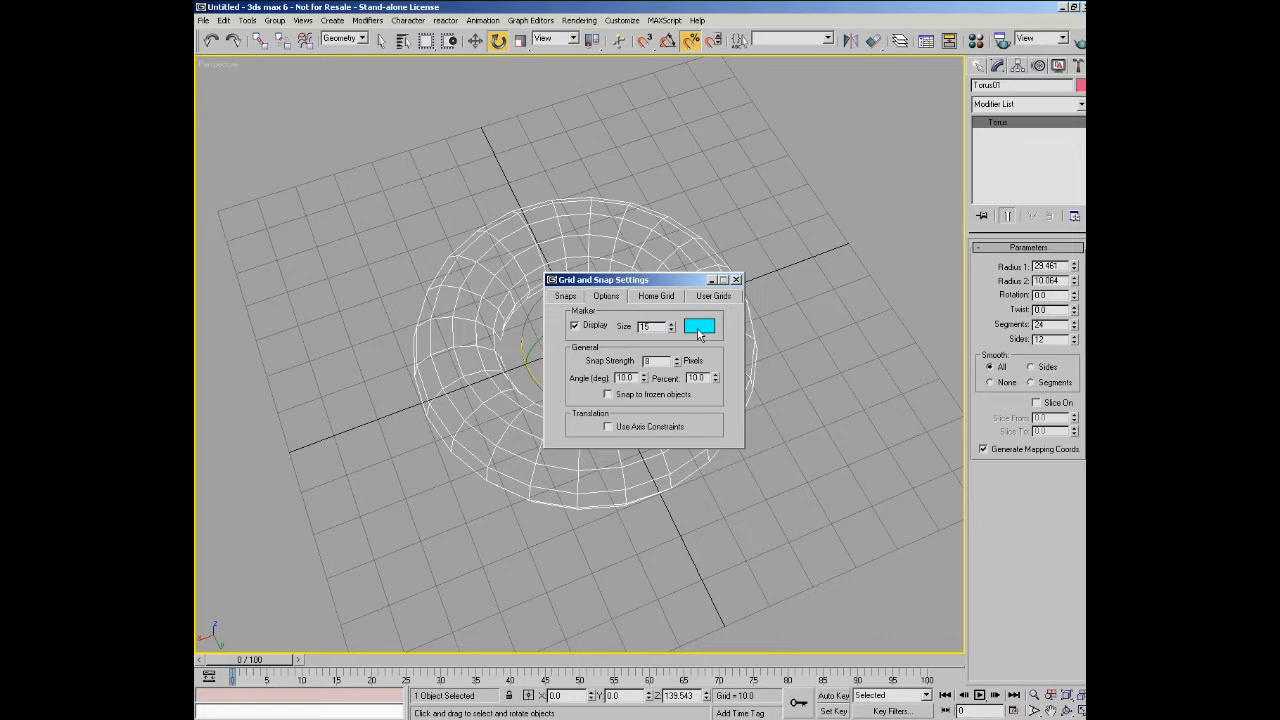 Untitled - 3ds max 6 - Not for Resale - Stand-alone License
File Edit Tools Group Views Create Modifiers Character reactor Animation Graph Editors Rendering Customize MAXScript Help
Geometry View View
Perspective
Torus01
Modifier List
Torus
Parameters
Radius 1: 29.461
Radius 2: 10.064
Rotation: 0.0
Twist: 0.0
Segments: 24
Sides: 12
Smooth:
All Sides
None Segments
Slice On
Slice From: 0.0
Slice To: 0.0
Generate Mapping Coords.
Grid and Snap Settings
Snaps Options Home Grid User Grids
Marker
Display Size 15
General
Snap Strength 8 Pixels
Angle (deg): 10.0 Percent: 10.0
Snap to frozen objects
Translation
Use Axis Constraints
z
x
y
0 / 100
0 5 10 15 20 25 30 35 40 45 50 55 60 65 70 75 80 85 90 95 100
1 Object Selected X: 0.0 Y: 0.0 Z: 139.543 Grid = 10.0 Auto Key Selected
Click and drag to select and rotate objects Add Time Tag Set Key Key Filters... 0